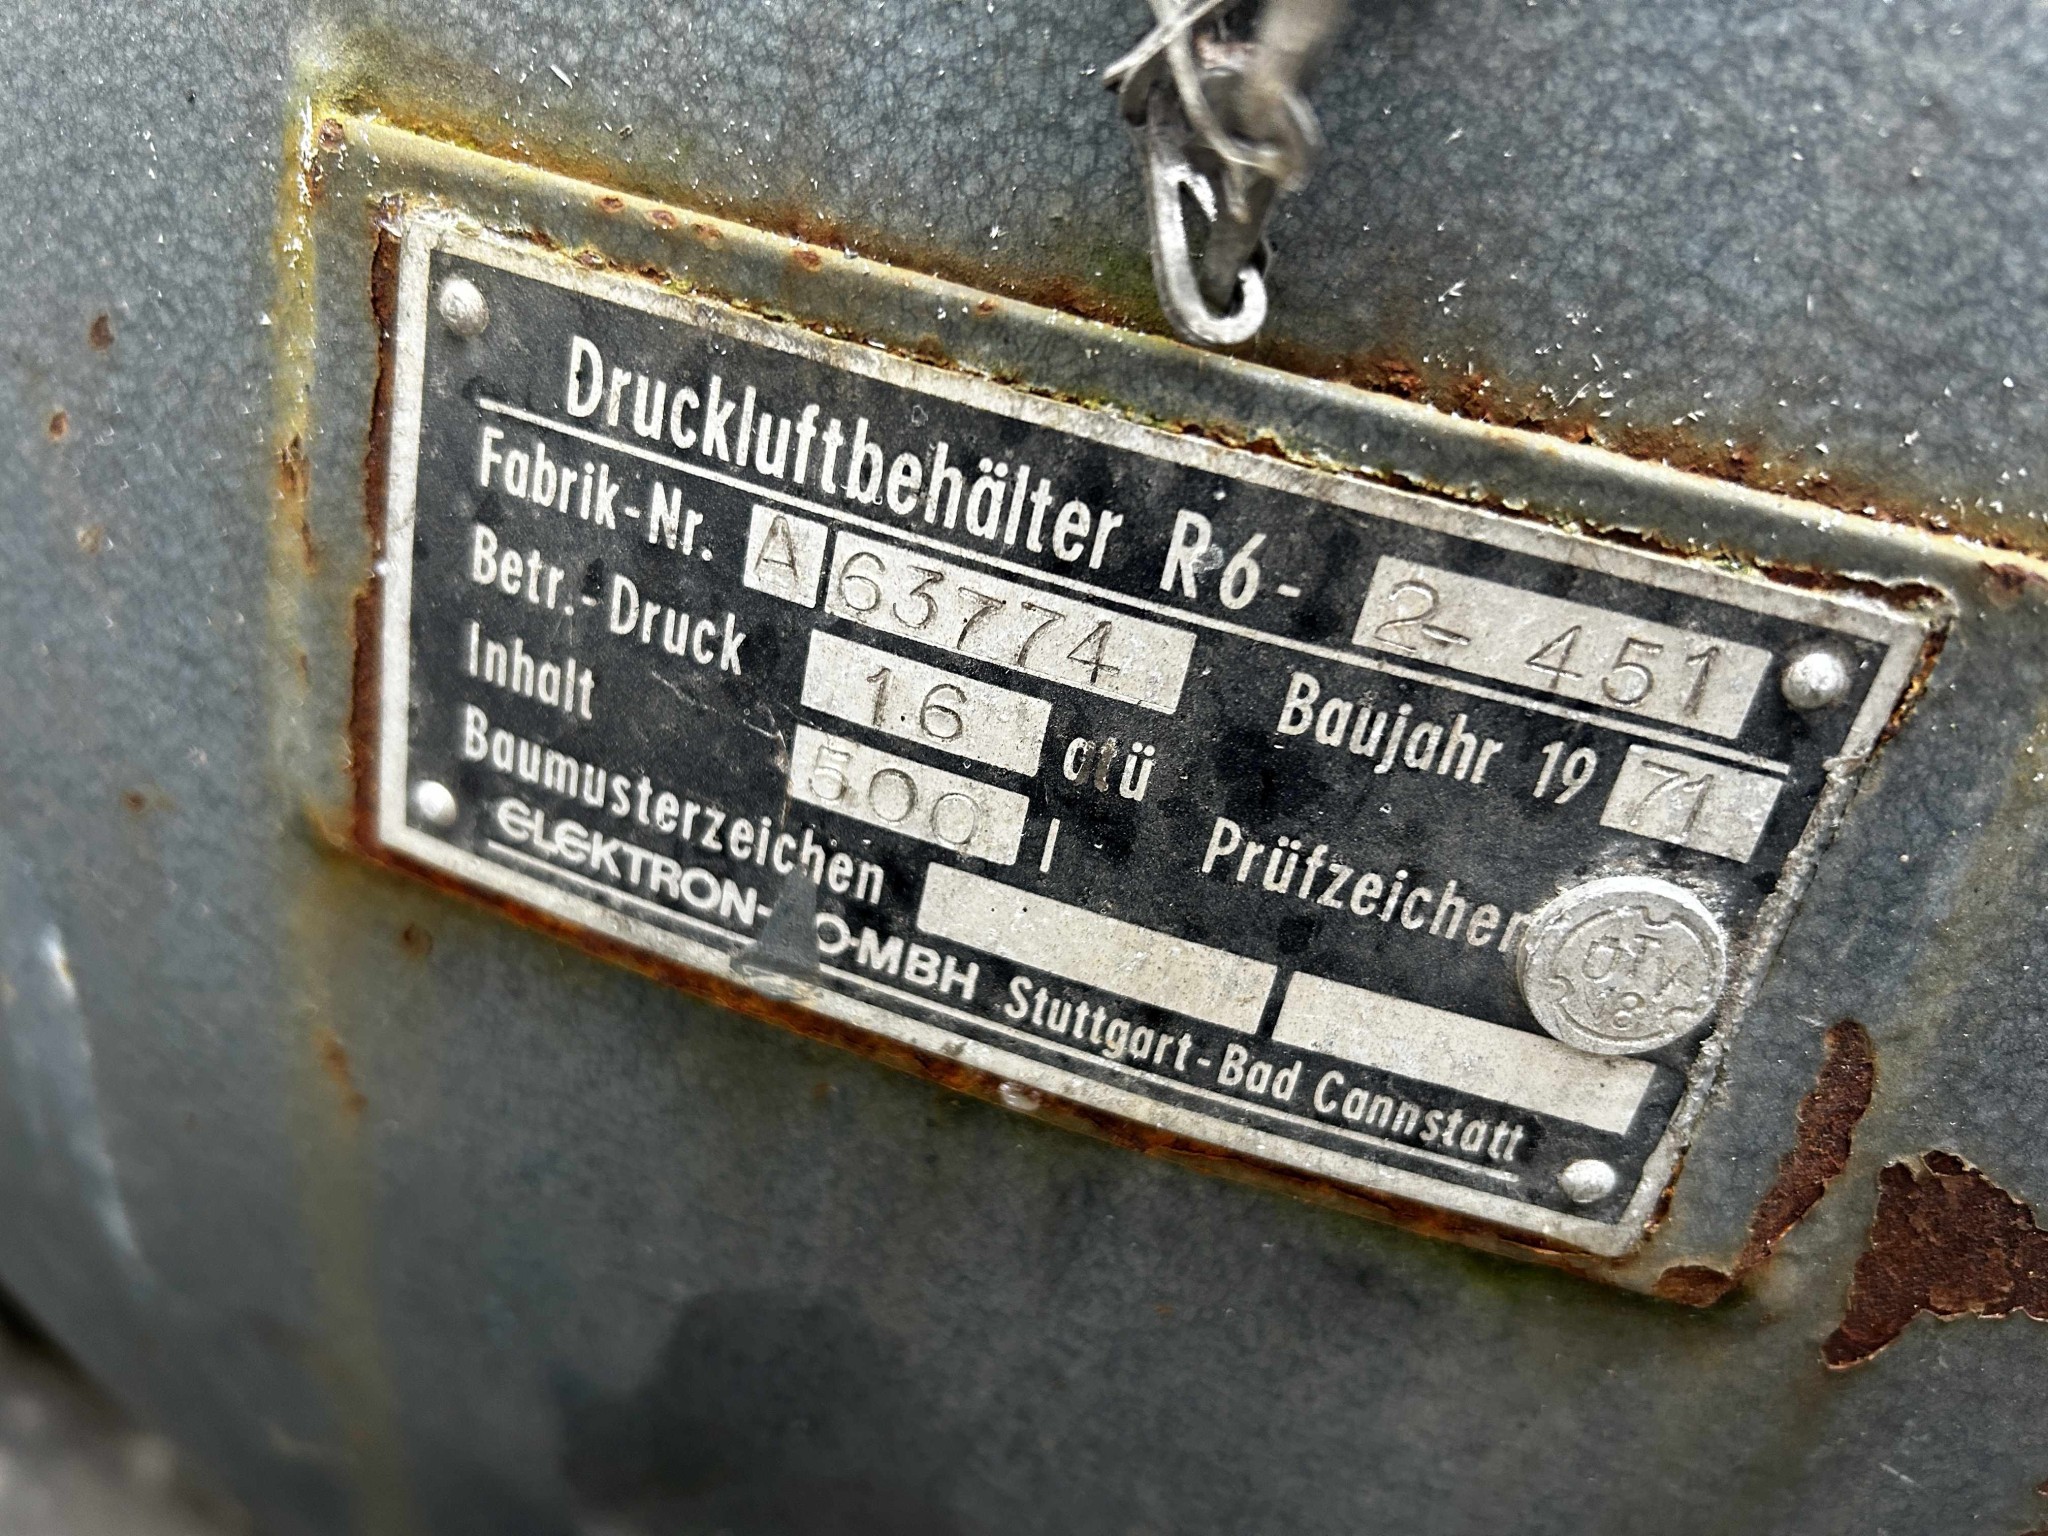 Druckluftbehälter R6- 2- 451
Fabrik-Nr. A 63774 Baujahr 19 71
Betr.-Druck 16 atü
Inhalt 500 l Prüfzeichen
Baumusterzeichen
ELEKTRON- -MBH Stuttgart-Bad Cannstatt